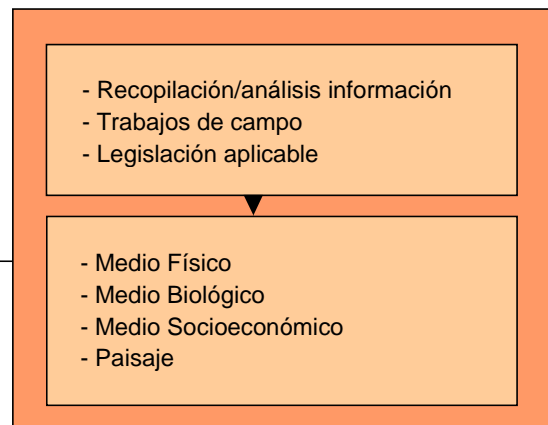 - Recopilación/análisis información
- Trabajos de campo
- Legislación aplicable
- Medio Físico
- Medio Biológico
- Medio Socioeconómico
- Paisaje